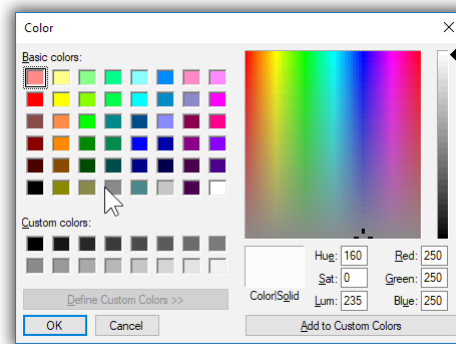 Color
Basic colors:
Custom colors:
Define Custom Colors >>
OK
Cancel
Color|Solid
Hue: 160
Sat: 0
Lum: 235
Red: 250
Green: 250
Blue: 250
Add to Custom Colors